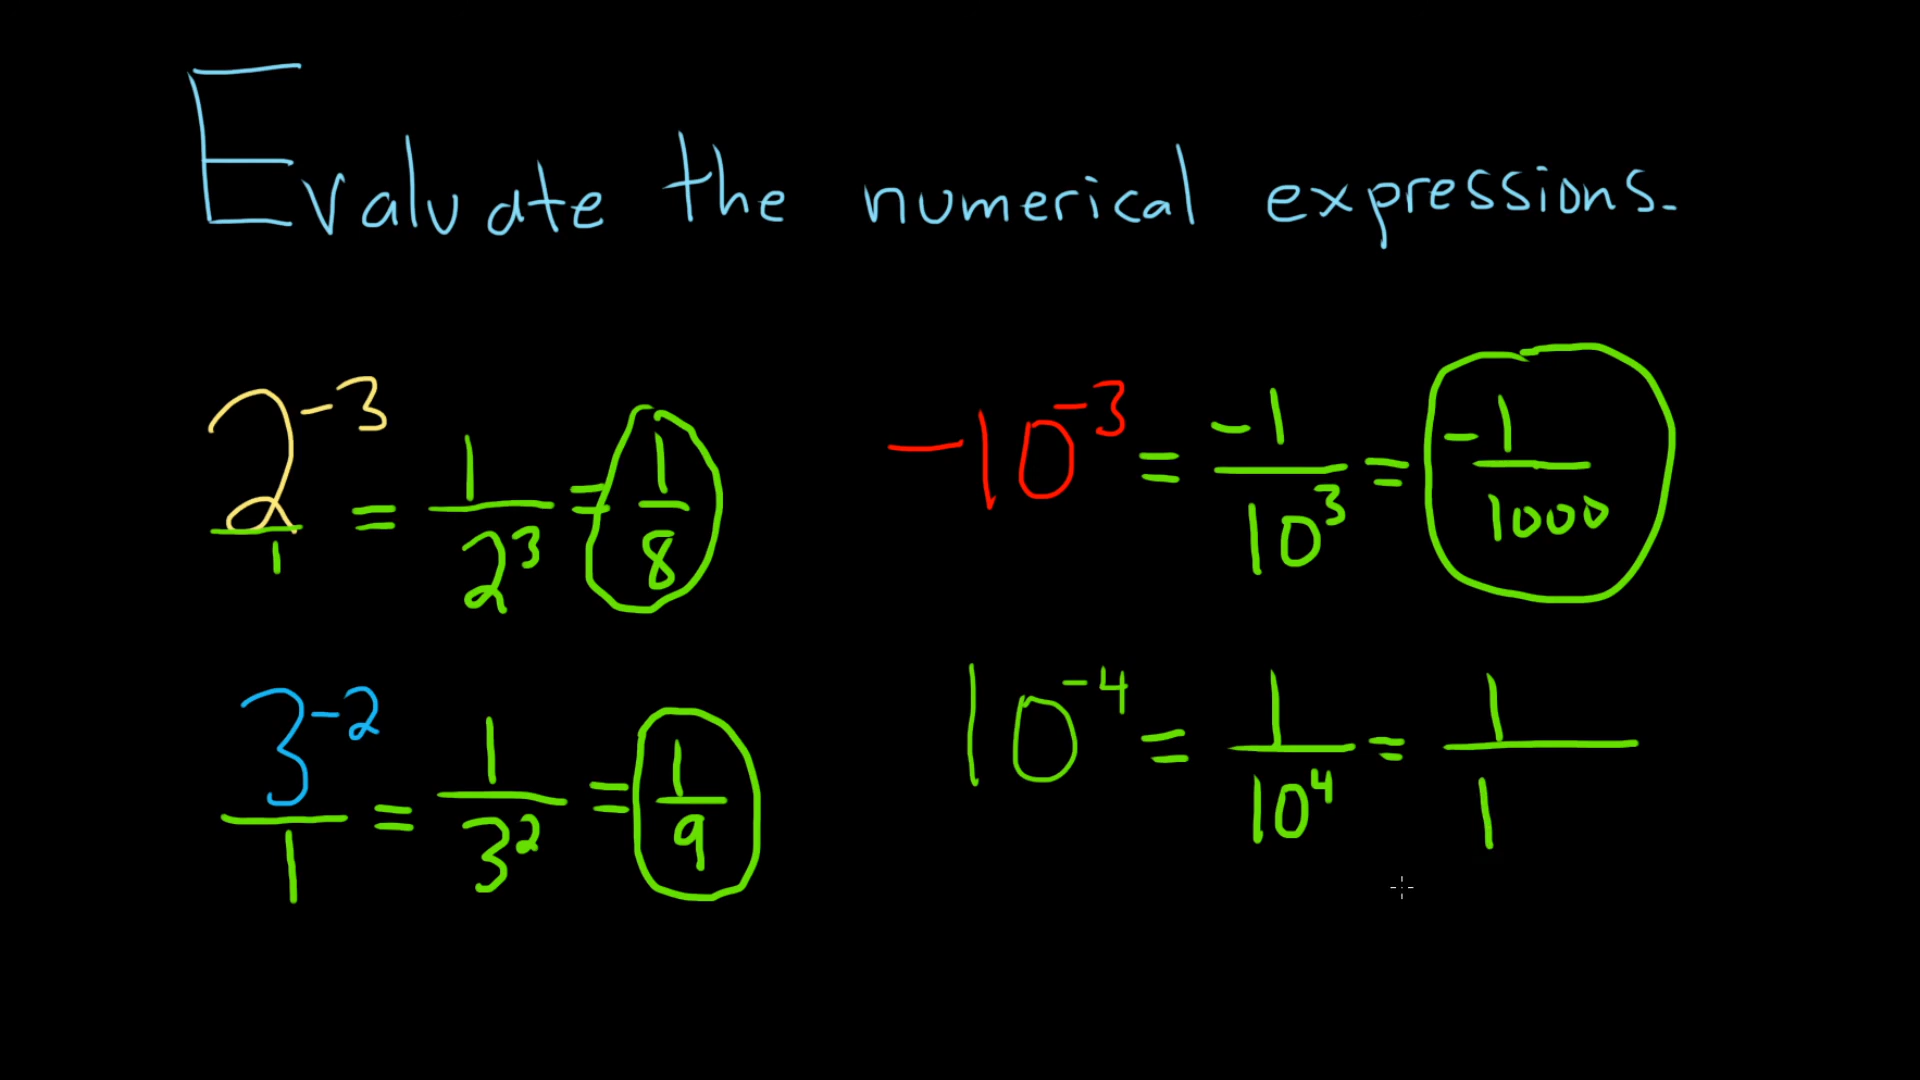 Evaluate the numerical expressions.
2^-3/1 = 1/2^3 = 1/8
-10^-3 = -1/10^3 = -1/1000
3^-2/1 = 1/3^2 = 1/9
10^-4 = 1/10^4 = 1/1